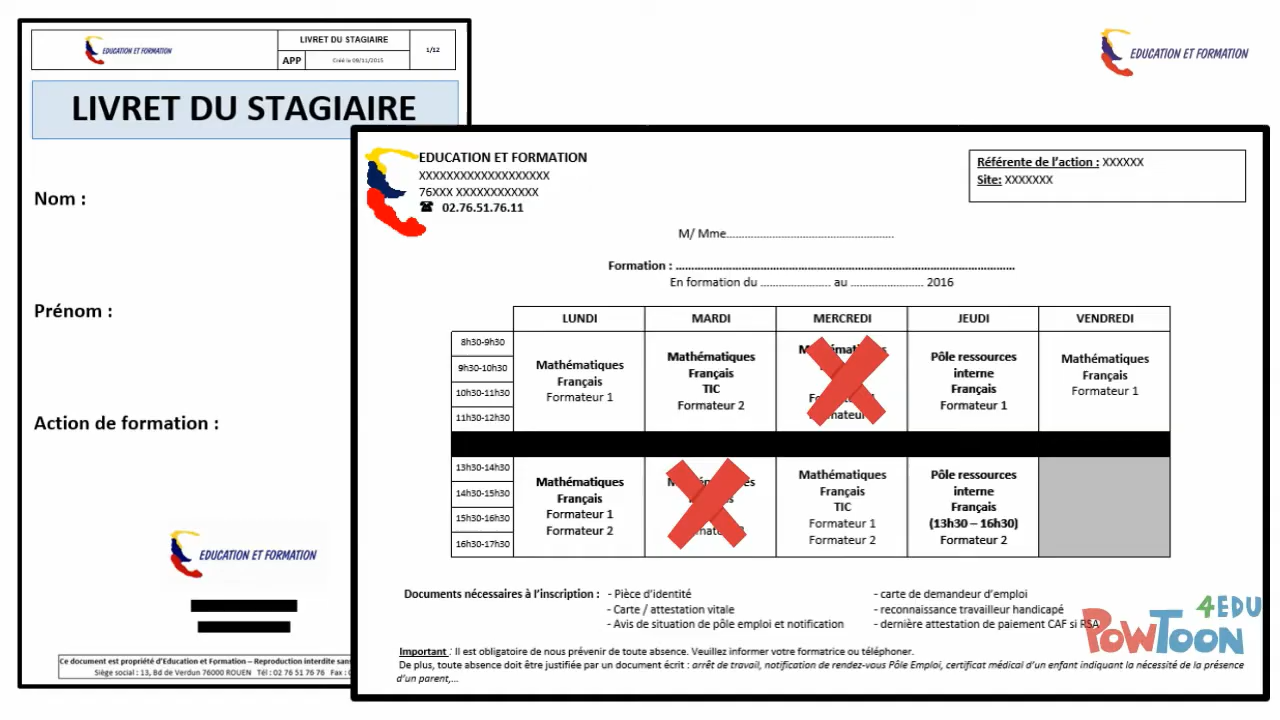 EDUCATION ET FORMATION
LIVRET DU STAGIAIRE
APP
Créé le 09/11/2015
1/12
LIVRET DU STAGIAIRE
Nom :
Prénom :
Action de formation :
EDUCATION ET FORMATION
Ce document est propriété d'Education et Formation – Reproduction interdite
Siège social : 13, Bd de Verdun 76000 ROUEN Tél : 02 76 51 76 76
EDUCATION ET FORMATION
EDUCATION ET FORMATION
XXXXXXXXXXXXXXXXXXX
76XXX XXXXXXXXXXXX
☎ 02.76.51.76.11
Référente de l'action : XXXXXX
Site: XXXXXXX
M/ Mme......................................................
Formation : ................................................................................................
En formation du ....................... au ........................ 2016
LUNDI MARDI MERCREDI JEUDI VENDREDI
8h30-9h30
9h30-10h30
10h30-11h30
11h30-12h30
Mathématiques
Français
Formateur 1
Mathématiques
Français
TIC
Formateur 2
Pôle ressources
interne
Français
Formateur 1
Mathématiques
Français
Formateur 1
13h30-14h30
14h30-15h30
15h30-16h30
16h30-17h30
Mathématiques
Français
Formateur 1
Formateur 2
Mathématiques
Français
TIC
Formateur 1
Formateur 2
Pôle ressources
interne
Français
(13h30 – 16h30)
Formateur 2
Documents nécessaires à l'inscription : - Pièce d'identité - carte de demandeur d'emploi
- Carte / attestation vitale - reconnaissance travailleur handicapé
- Avis de situation de pôle emploi et notification - dernière attestation de paiement CAF si RSA
Important : Il est obligatoire de nous prévenir de toute absence. Veuillez informer votre formatrice ou téléphoner.
De plus, toute absence doit être justifiée par un document écrit : arrêt de travail, notification de rendez-vous Pôle Emploi, certificat médical d'un enfant indiquant la nécessité de la présence
d'un parent,...
4EDU
POWTOON